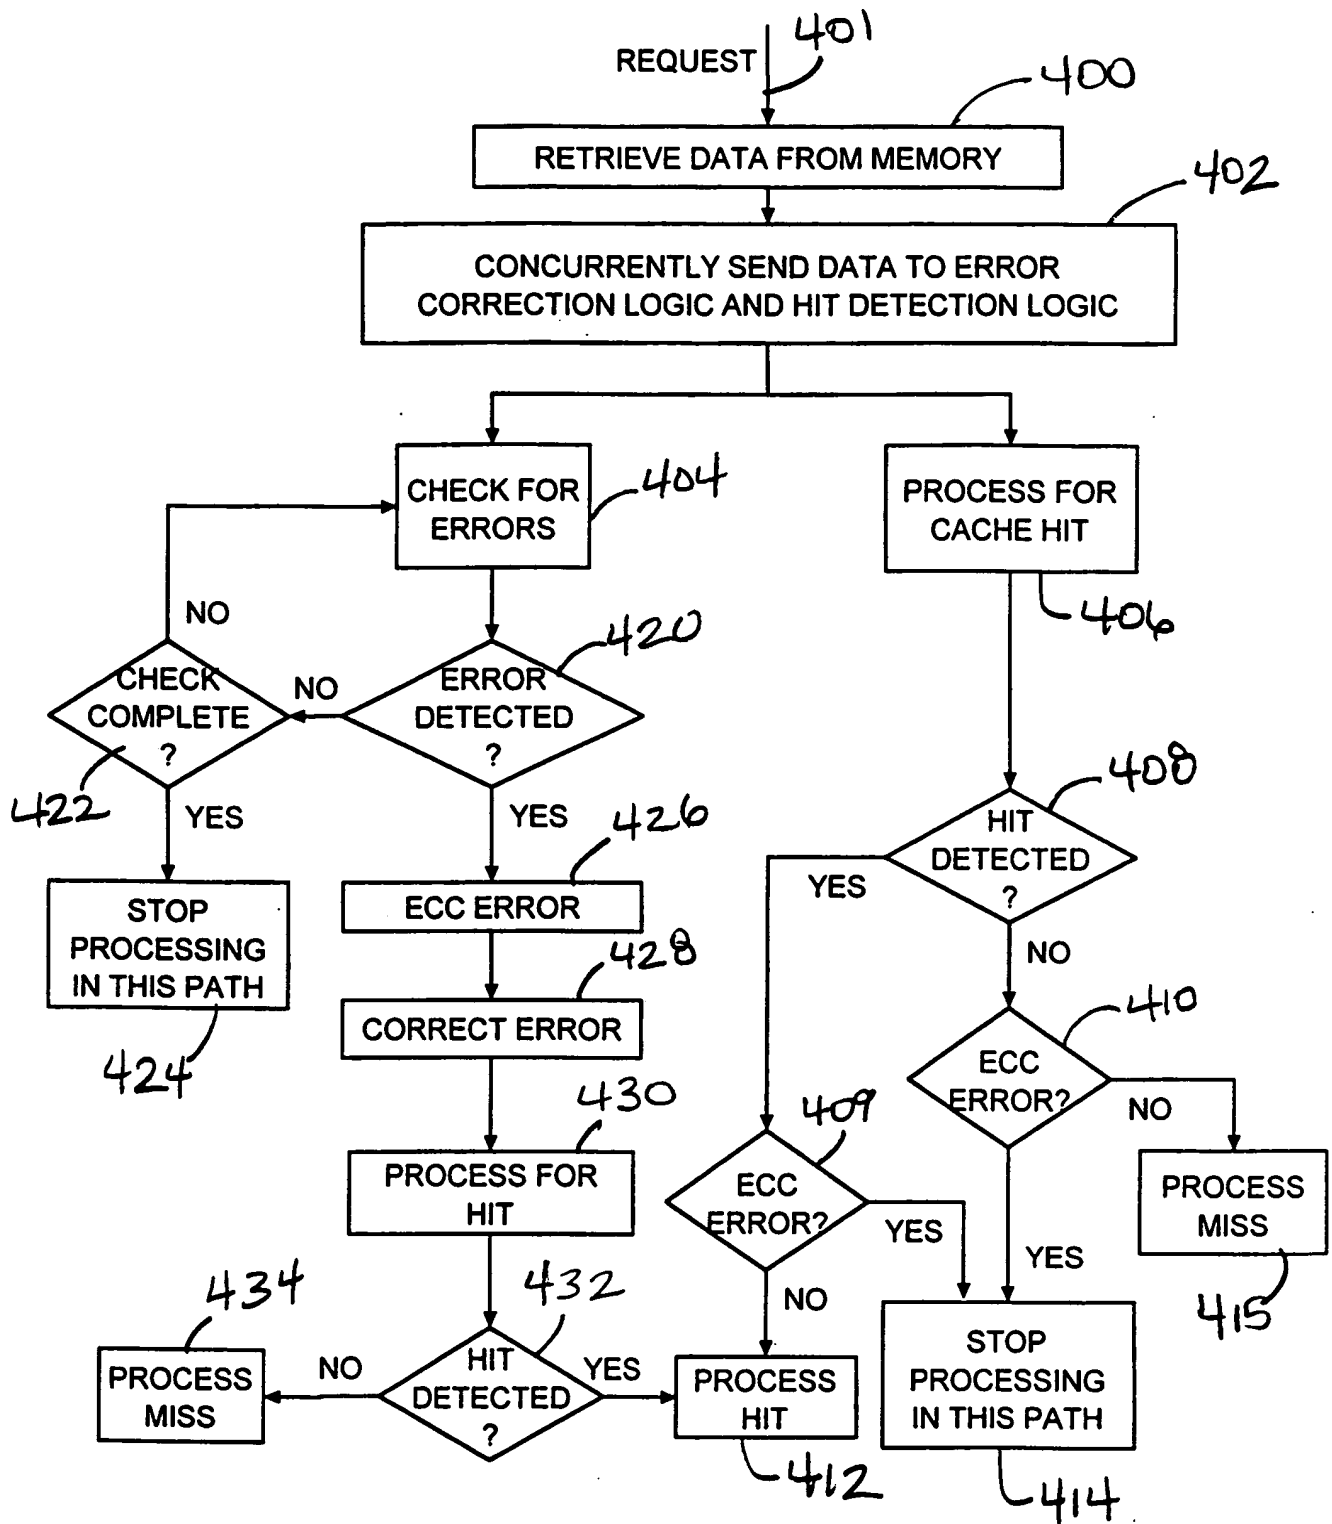 401
REQUEST
400
RETRIEVE DATA FROM MEMORY
402
CONCURRENTLY SEND DATA TO ERROR
CORRECTION LOGIC AND HIT DETECTION LOGIC
CHECK FOR
ERRORS
404
PROCESS FOR
CACHE HIT
406
NO
420
CHECK
COMPLETE
?
422
NO
ERROR
DETECTED
?
408
YES
YES
426
HIT
DETECTED
?
YES
NO
STOP
PROCESSING
IN THIS PATH
424
ECC ERROR
428
CORRECT ERROR
410
ECC
ERROR?
NO
430
409
PROCESS FOR
HIT
ECC
ERROR?
YES
YES
PROCESS
MISS
415
434
432
NO
PROCESS
MISS
NO
HIT
DETECTED
?
YES
PROCESS
HIT
412
STOP
PROCESSING
IN THIS PATH
414